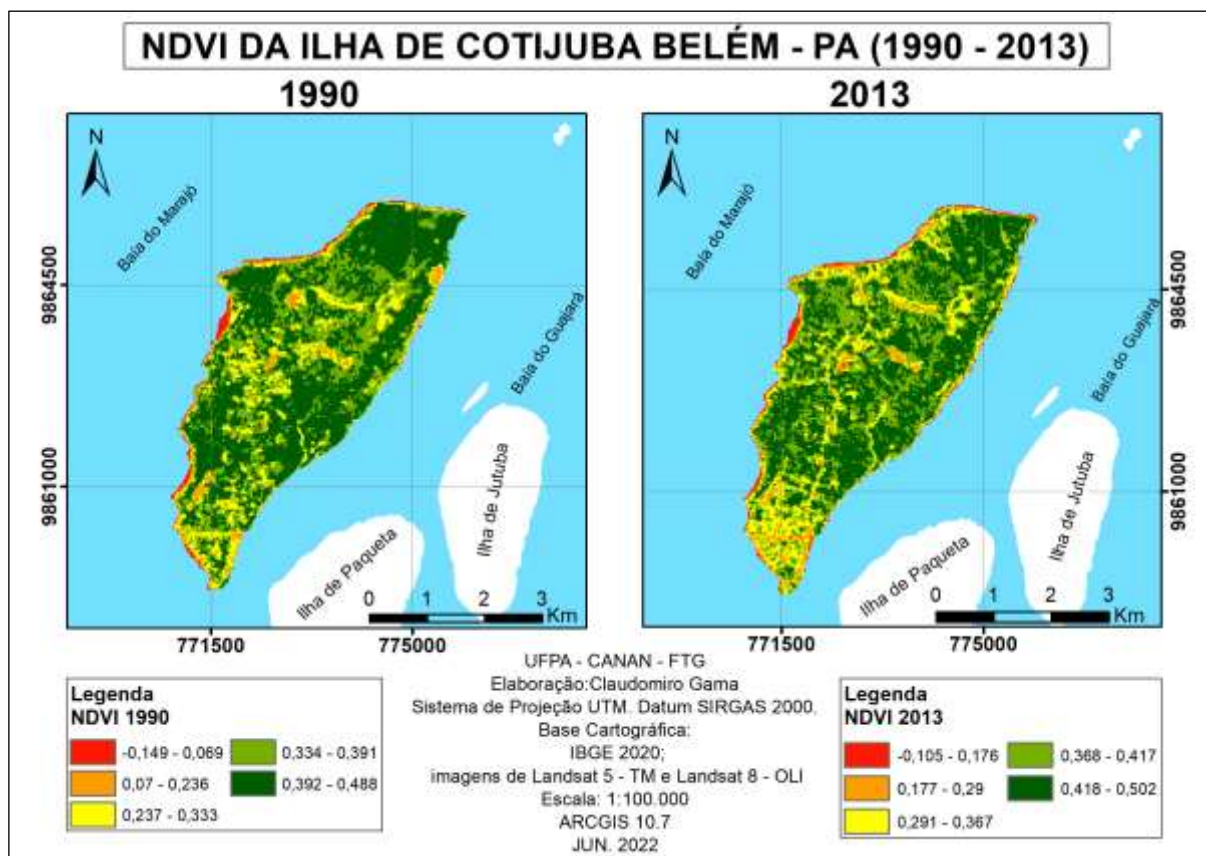 NDVI DA ILHA DE COTIJUBA BELÉM - PA (1990 - 2013)
1990
2013
N
Baia do Marajó
Baia do Guajará
Ilha de Jutuba
Ilha de Paqueta
0 1 2 3
Km
9864500
9861000
771500 775000
N
Baia do Marajó
Baia do Guajará
Ilha de Jutuba
Ilha de Paqueta
0 1 2 3
Km
9864500
9861000
771500 775000
UFPA - CANAN - FTG
Elaboração:Claudomiro Gama
Sistema de Projeção UTM. Datum SIRGAS 2000.
Base Cartográfica:
IBGE 2020;
imagens de Landsat 5 - TM e Landsat 8 - OLI
Escala: 1:100.000
ARCGIS 10.7
JUN. 2022
Legenda
NDVI 1990
-0,149 - 0,069
0,07 - 0,236
0,237 - 0,333
0,334 - 0,391
0,392 - 0,488
Legenda
NDVI 2013
-0,105 - 0,176
0,177 - 0,29
0,291 - 0,367
0,368 - 0,417
0,418 - 0,502